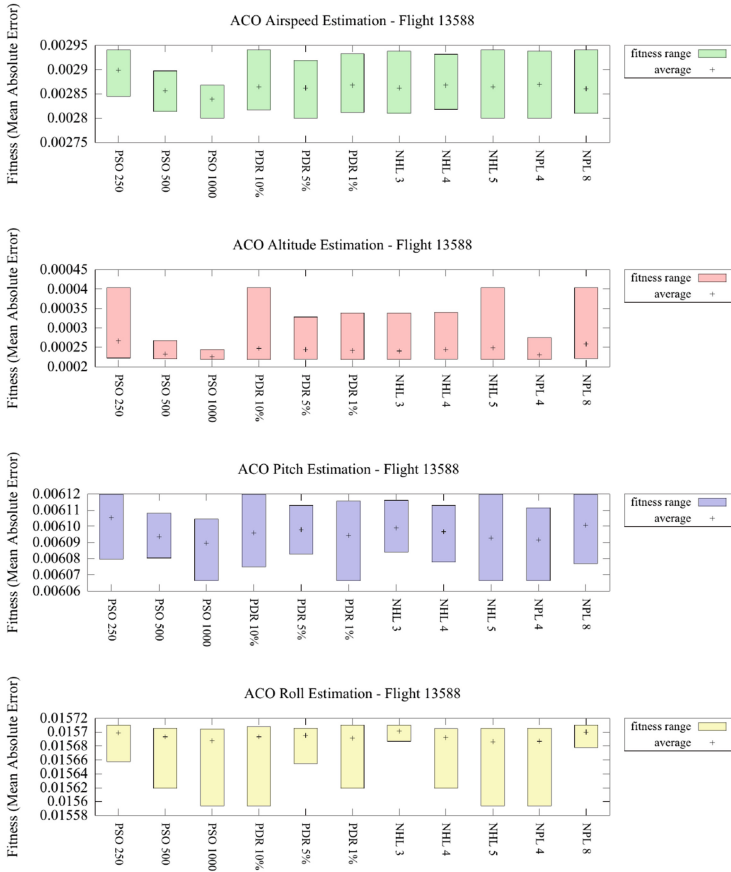 ACO Airspeed Estimation - Flight 13588
Fitness (Mean Absolute Error)
0.00295
0.0029
0.00285
0.0028
0.00275
PSO 250
PSO 500
PSO 1000
PDR 10%
PDR 5%
PDR 1%
NHL 3
NHL 4
NHL 5
NPL 4
NPL 8
fitness range
average
ACO Altitude Estimation - Flight 13588
Fitness (Mean Absolute Error)
0.00045
0.0004
0.00035
0.0003
0.00025
0.0002
PSO 250
PSO 500
PSO 1000
PDR 10%
PDR 5%
PDR 1%
NHL 3
NHL 4
NHL 5
NPL 4
NPL 8
fitness range
average
ACO Pitch Estimation - Flight 13588
Fitness (Mean Absolute Error)
0.00612
0.00611
0.00610
0.00609
0.00608
0.00607
0.00606
PSO 250
PSO 500
PSO 1000
PDR 10%
PDR 5%
PDR 1%
NHL 3
NHL 4
NHL 5
NPL 4
NPL 8
fitness range
average
ACO Roll Estimation - Flight 13588
Fitness (Mean Absolute Error)
0.01572
0.0157
0.01568
0.01566
0.01564
0.01562
0.0156
0.01558
PSO 250
PSO 500
PSO 1000
PDR 10%
PDR 5%
PDR 1%
NHL 3
NHL 4
NHL 5
NPL 4
NPL 8
fitness range
average